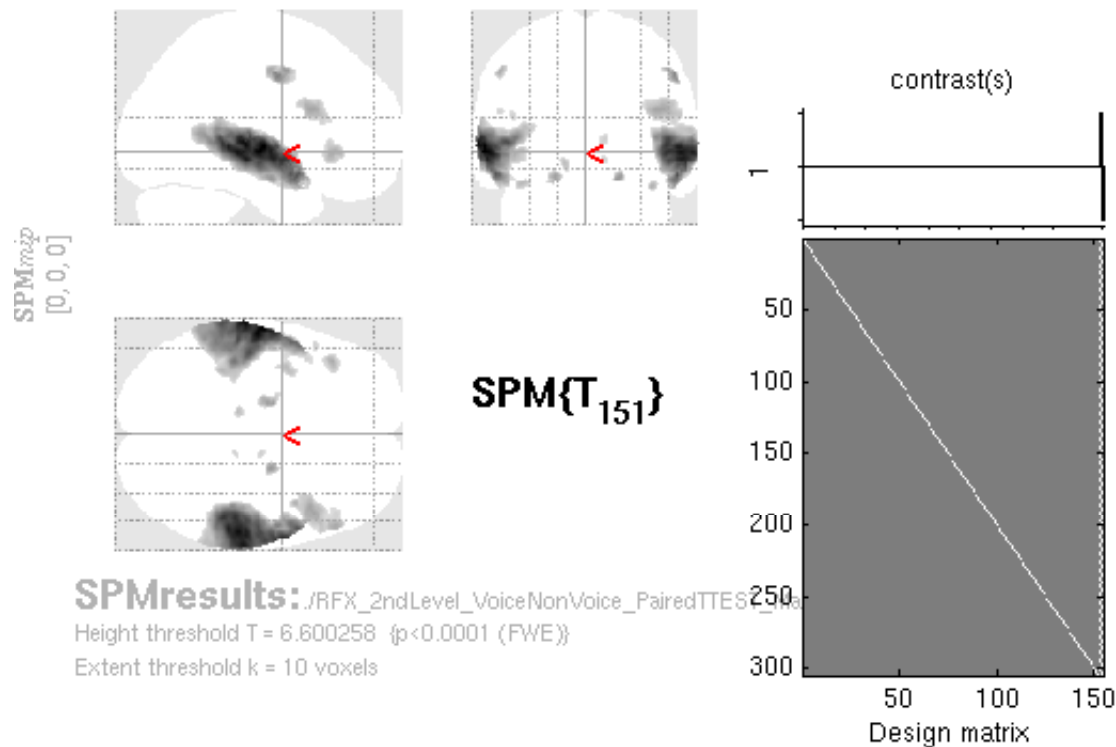 contrast(s)
1
SPMmip
[0, 0, 0]
<
<
<
SPM{T151}
50
100
150
200
250
300
50
100
150
Design matrix
SPMresults: ./RFX_2ndLevel_VoiceNonVoice_PairedTTEST_
Height threshold T = 6.600258 {p<0.0001 (FWE)}
Extent threshold k = 10 voxels